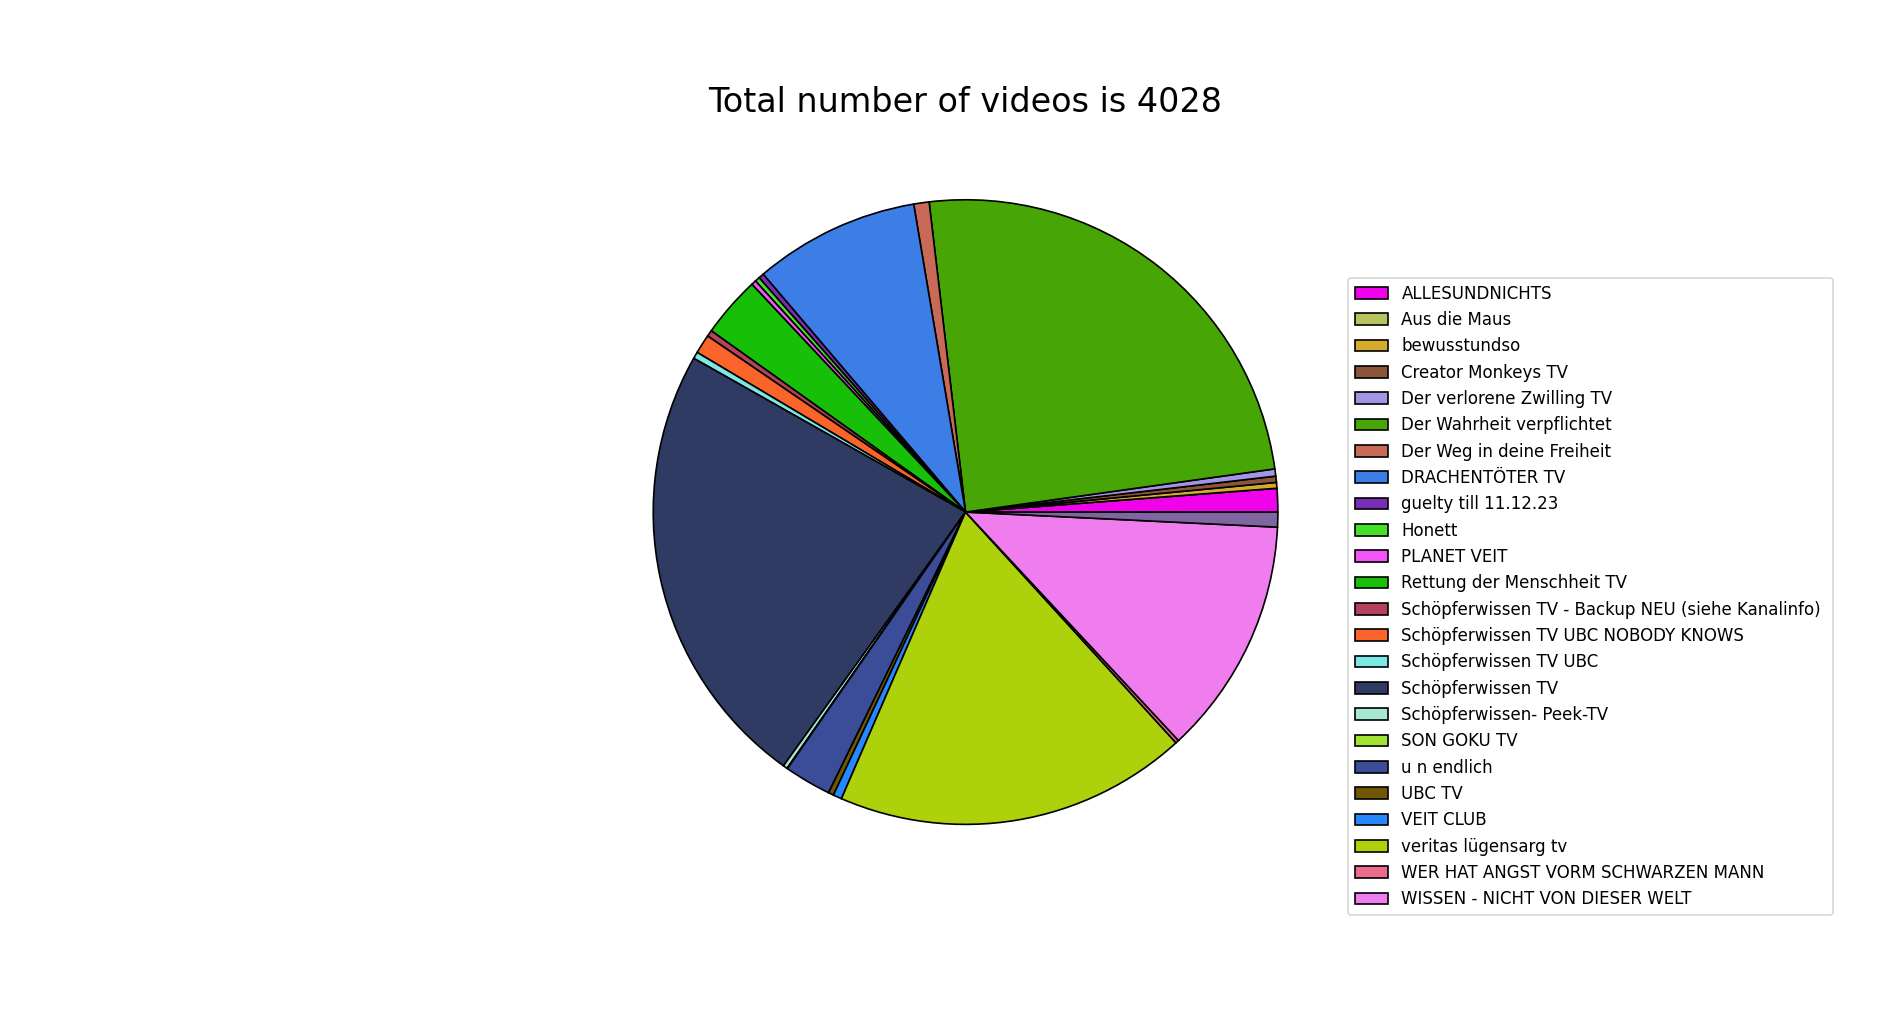 Total number of videos is 4028
ALLESUNDNICHTS
Aus die Maus
bewusstundso
Creator Monkeys TV
Der verlorene Zwilling TV
Der Wahrheit verpflichtet
Der Weg in deine Freiheit
DRACHENTÖTER TV
guelty till 11.12.23
Honett
PLANET VEIT
Rettung der Menschheit TV
Schöpferwissen TV - Backup NEU (siehe Kanalinfo)
Schöpferwissen TV UBC NOBODY KNOWS
Schöpferwissen TV UBC
Schöpferwissen TV
Schöpferwissen- Peek-TV
SON GOKU TV
u n endlich
UBC TV
VEIT CLUB
veritas lügensarg tv
WER HAT ANGST VORM SCHWARZEN MANN
WISSEN - NICHT VON DIESER WELT